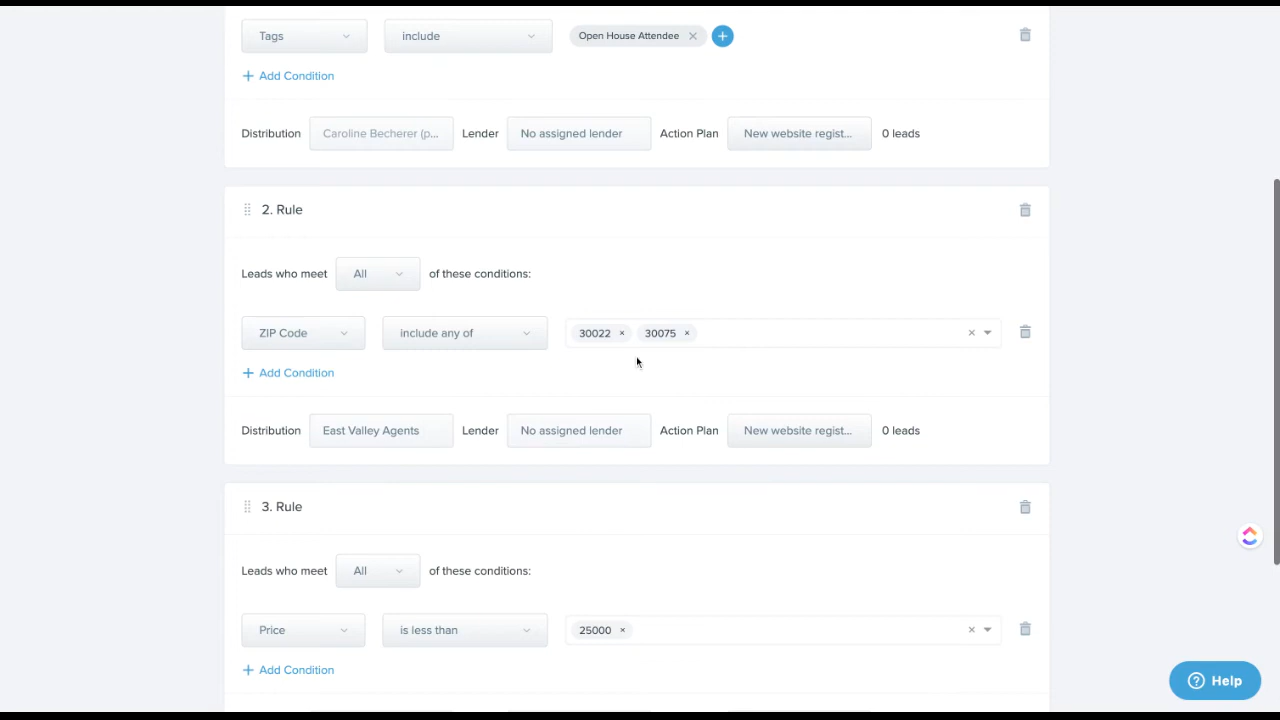 Tags include Open House Attendee
Add Condition
Distribution Caroline Becherer (p... Lender No assigned lender Action Plan New website regist... 0 leads
2. Rule
Leads who meet All of these conditions:
ZIP Code include any of 30022 × 30075 ×
Add Condition
Distribution East Valley Agents Lender No assigned lender Action Plan New website regist... 0 leads
3. Rule
Leads who meet All of these conditions:
Price is less than 25000 ×
Add Condition
Help